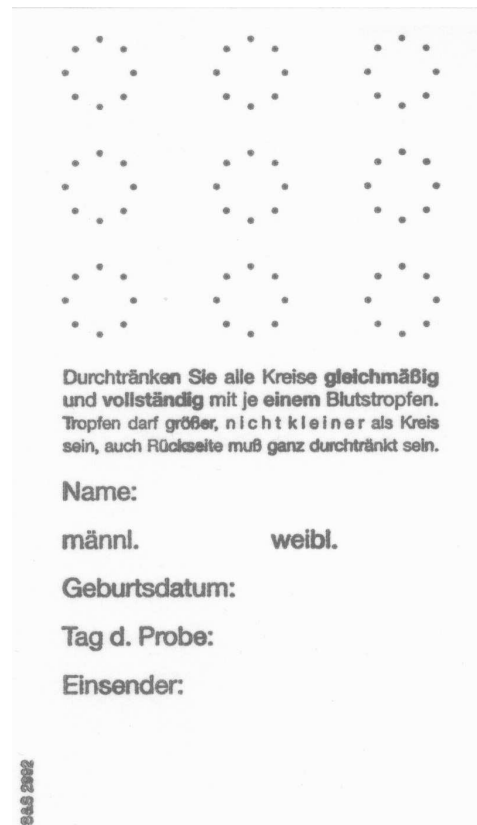 Durchtränken Sie alle Kreise gleichmäßig
und vollständig mit je einem Blutstropfen.
Tropfen darf größer, nicht kleiner als Kreis
sein, auch Rückseite muß ganz durchtränkt sein.
Name:
männl. weibl.
Geburtsdatum:
Tag d. Probe:
Einsender:
S&S 2992